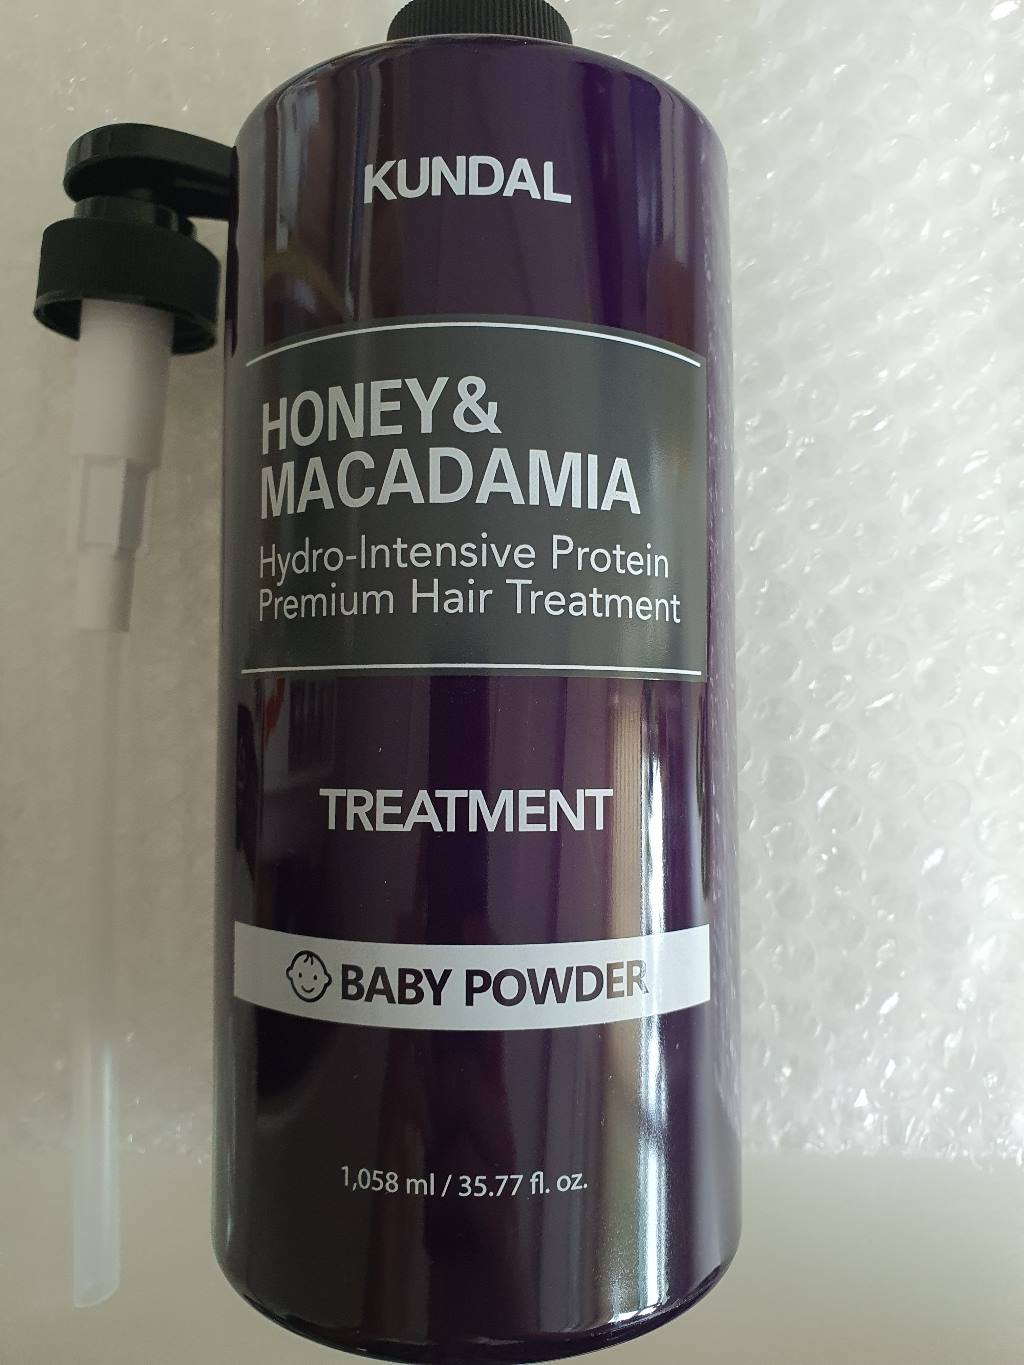 KUNDAL
HONEY&
MACADAMIA
Hydro-Intensive Protein
Premium Hair Treatment
TREATMENT
BABY POWDER
1,058 ml / 35.77 fl. oz.